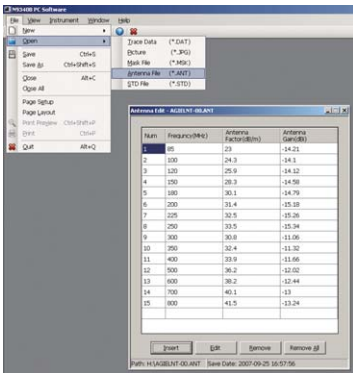 N9340B PC Software
File View Instrument Window Help
New
Open
Trace Data (*.DAT)
Picture (*.JPG)
Mask File (*.MSK)
Antenna File (*.ANT)
STD File (*.STD)
Save Ctrl+S
Save As Ctrl+Shift+S
Close Alt+C
Close All
Page Setup
Page Layout
Print Preview Ctrl+Shift+P
Print Ctrl+P
Quit Alt+Q
Antenna Edit - AGIELNT-00.ANT
Num Frequncy(MHz) Antenna Factor(dB/m) Antenna Gain(dBi)
1 85 23 -14.21
2 100 24.3 -14.1
3 120 25.9 -14.12
4 150 28.3 -14.58
5 180 30.1 -14.79
6 200 31.4 -15.18
7 225 32.5 -15.26
8 250 33.5 -15.34
9 300 30.8 -11.06
10 350 32.4 -11.32
11 400 33.9 -11.66
12 500 36.2 -12.02
13 600 38.2 -12.44
14 700 40.1 -13
15 800 41.5 -13.24
Insert Edit Remove Remove All
Path: H:\AGIELNT-00.ANT Save Date: 2007-09-25 16:57:56